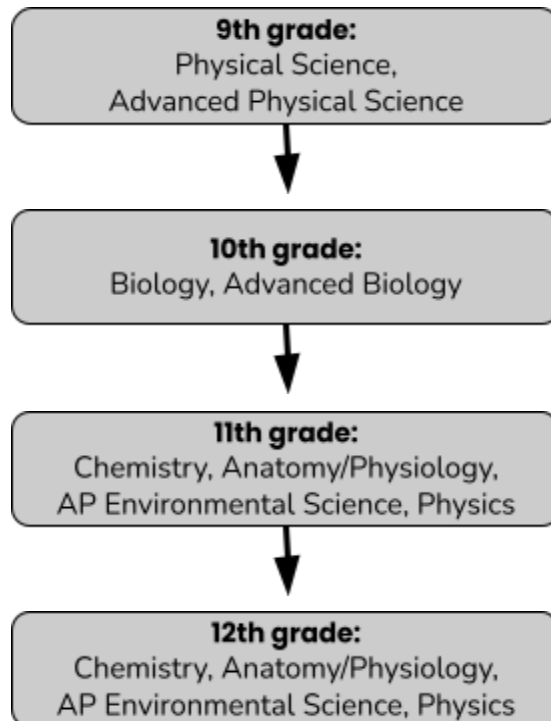 9th grade:
Physical Science,
Advanced Physical Science
10th grade:
Biology, Advanced Biology
11th grade:
Chemistry, Anatomy/Physiology,
AP Environmental Science, Physics
12th grade:
Chemistry, Anatomy/Physiology,
AP Environmental Science, Physics